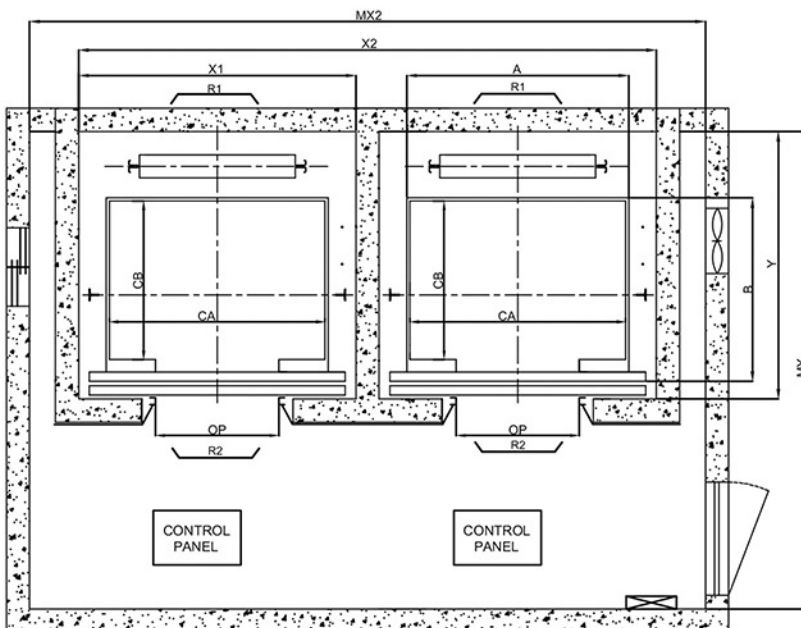 MX2
X2
X1
A
R1
R1
CB
CB
CA
CA
B
Y
MY
OP
OP
R2
R2
CONTROL
PANEL
CONTROL
PANEL